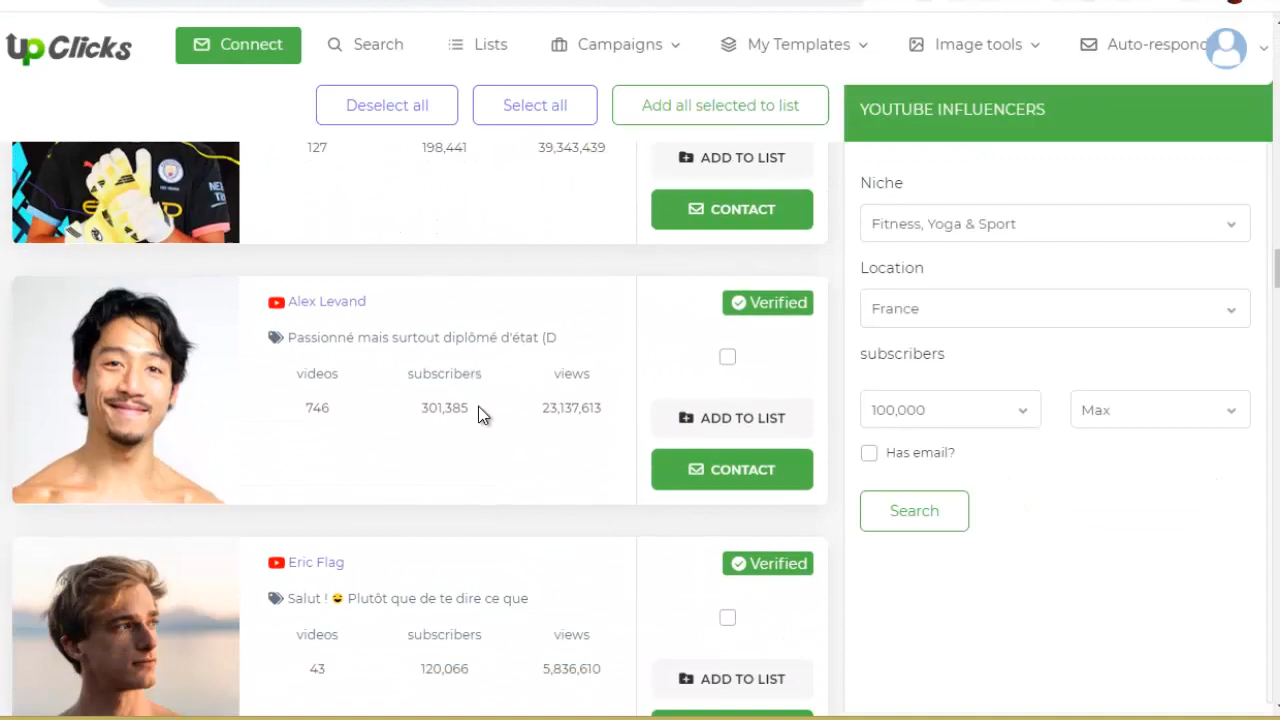 upClicks
Connect
Search
Lists
Campaigns
My Templates
Image tools
Auto-respond
Deselect all
Select all
Add all selected to list
YOUTUBE INFLUENCERS
127 198,441 39,343,439
ADD TO LIST
CONTACT
Alex Levand
Verified
Passionné mais surtout diplômé d'état (D
videos subscribers views
746 301,385 23,137,613
ADD TO LIST
CONTACT
Eric Flag
Verified
Salut ! 😄 Plutôt que de te dire ce que
videos subscribers views
43 120,066 5,836,610
ADD TO LIST
Niche
Fitness, Yoga & Sport
Location
France
subscribers
100,000 Max
Has email?
Search